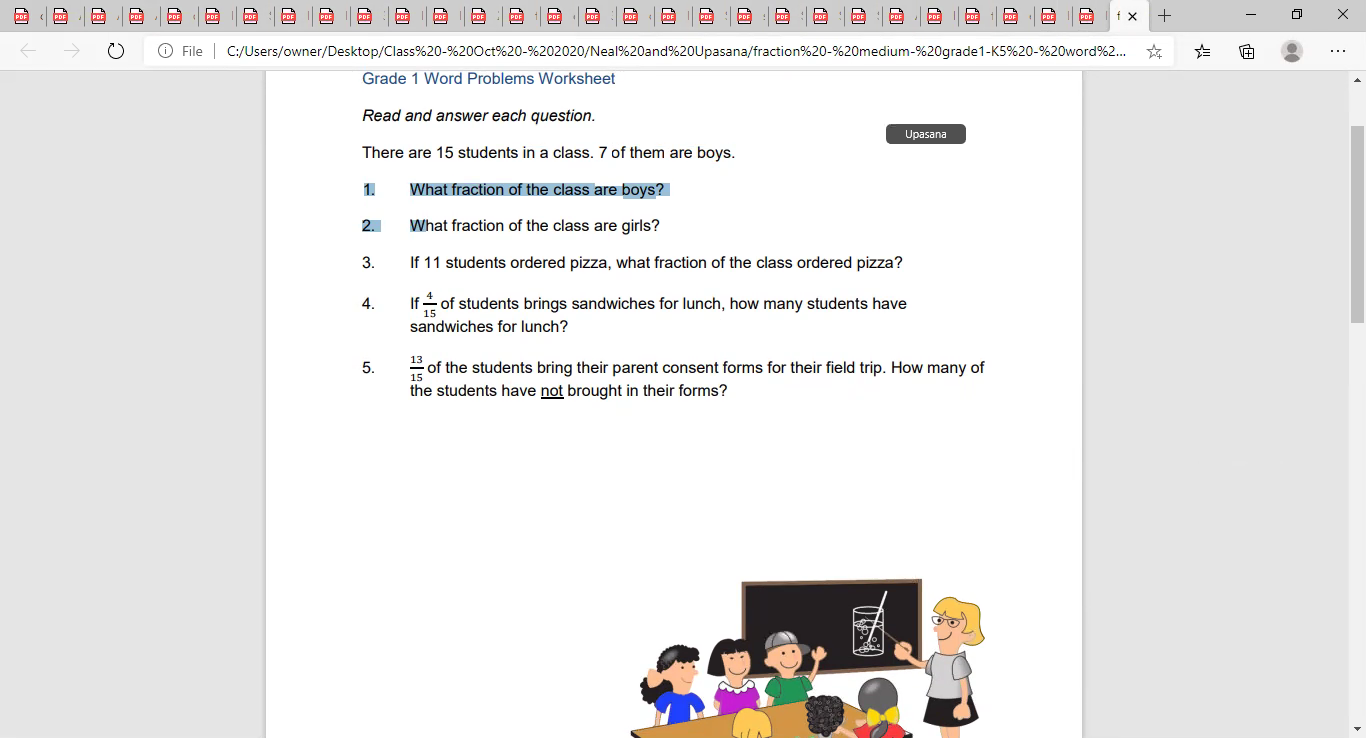 File
C:/Users/owner/Desktop/Class%20-%20Oct%20-%202020/Neal%20and%20Upasana/fraction%20-%20medium-%20grade1-K5%20-%20word%2...
Grade 1 Word Problems Worksheet
Read and answer each question.
Upasana
There are 15 students in a class. 7 of them are boys.
1. What fraction of the class are boys?
2. What fraction of the class are girls?
3. If 11 students ordered pizza, what fraction of the class ordered pizza?
4. If 4/15 of students brings sandwiches for lunch, how many students have
sandwiches for lunch?
5. 13/15 of the students bring their parent consent forms for their field trip. How many of
the students have not brought in their forms?